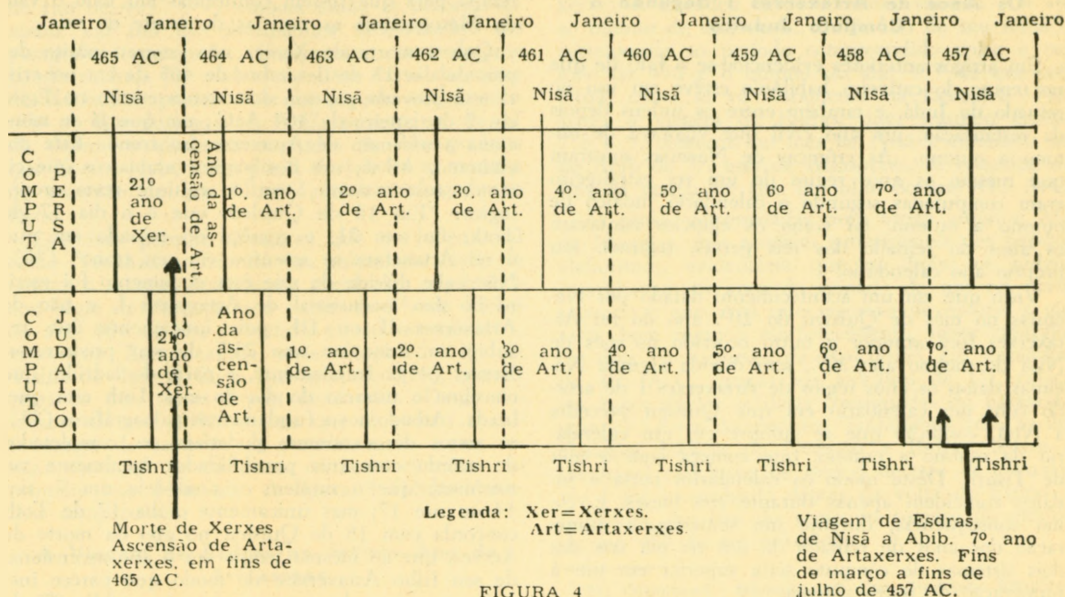 Janeiro Janeiro Janeiro Janeiro Janeiro Janeiro Janeiro Janeiro Janeiro
465 AC 464 AC 463 AC 462 AC 461 AC 460 AC 459 AC 458 AC 457 AC
Nisã Nisã Nisã Nisã Nisã Nisã Nisã Nisã Nisã
CÔMPUTO
PERSA
21º
ano
de
Xer.
Ano da as-
censão de Art.
1º. ano
de Art.
2º. ano
de Art.
3º. ano
de Art.
4º. ano
de Art.
5º. ano
de Art.
6º ano
de Art.
7º. ano
de Art.
CÔMPUTO
JUDAICO
21º
ano
de
Xer.
Ano
da
as-
cen-
são
de
Art.
1º. ano
de Art.
2º. ano
de Art.
3º ano
de Art.
4º. ano
de Art.
5º. ano
de Art.
6º. ano
de Art.
7º. ano
de Art.
Tishri Tishri Tishri Tishri Tishri Tishri Tishri Tishri Tishri
Morte de Xerxes
Ascensão de Arta-
xerxes. em fins de
465 AC.
Legenda: Xer=Xerxes.
Art=Artaxerxes
Viagem de Esdras,
de Nisã a Abib. 7º. ano
de Artaxerxes. Fins
de março a fins de
julho de 457 AC.
FIGURA 4